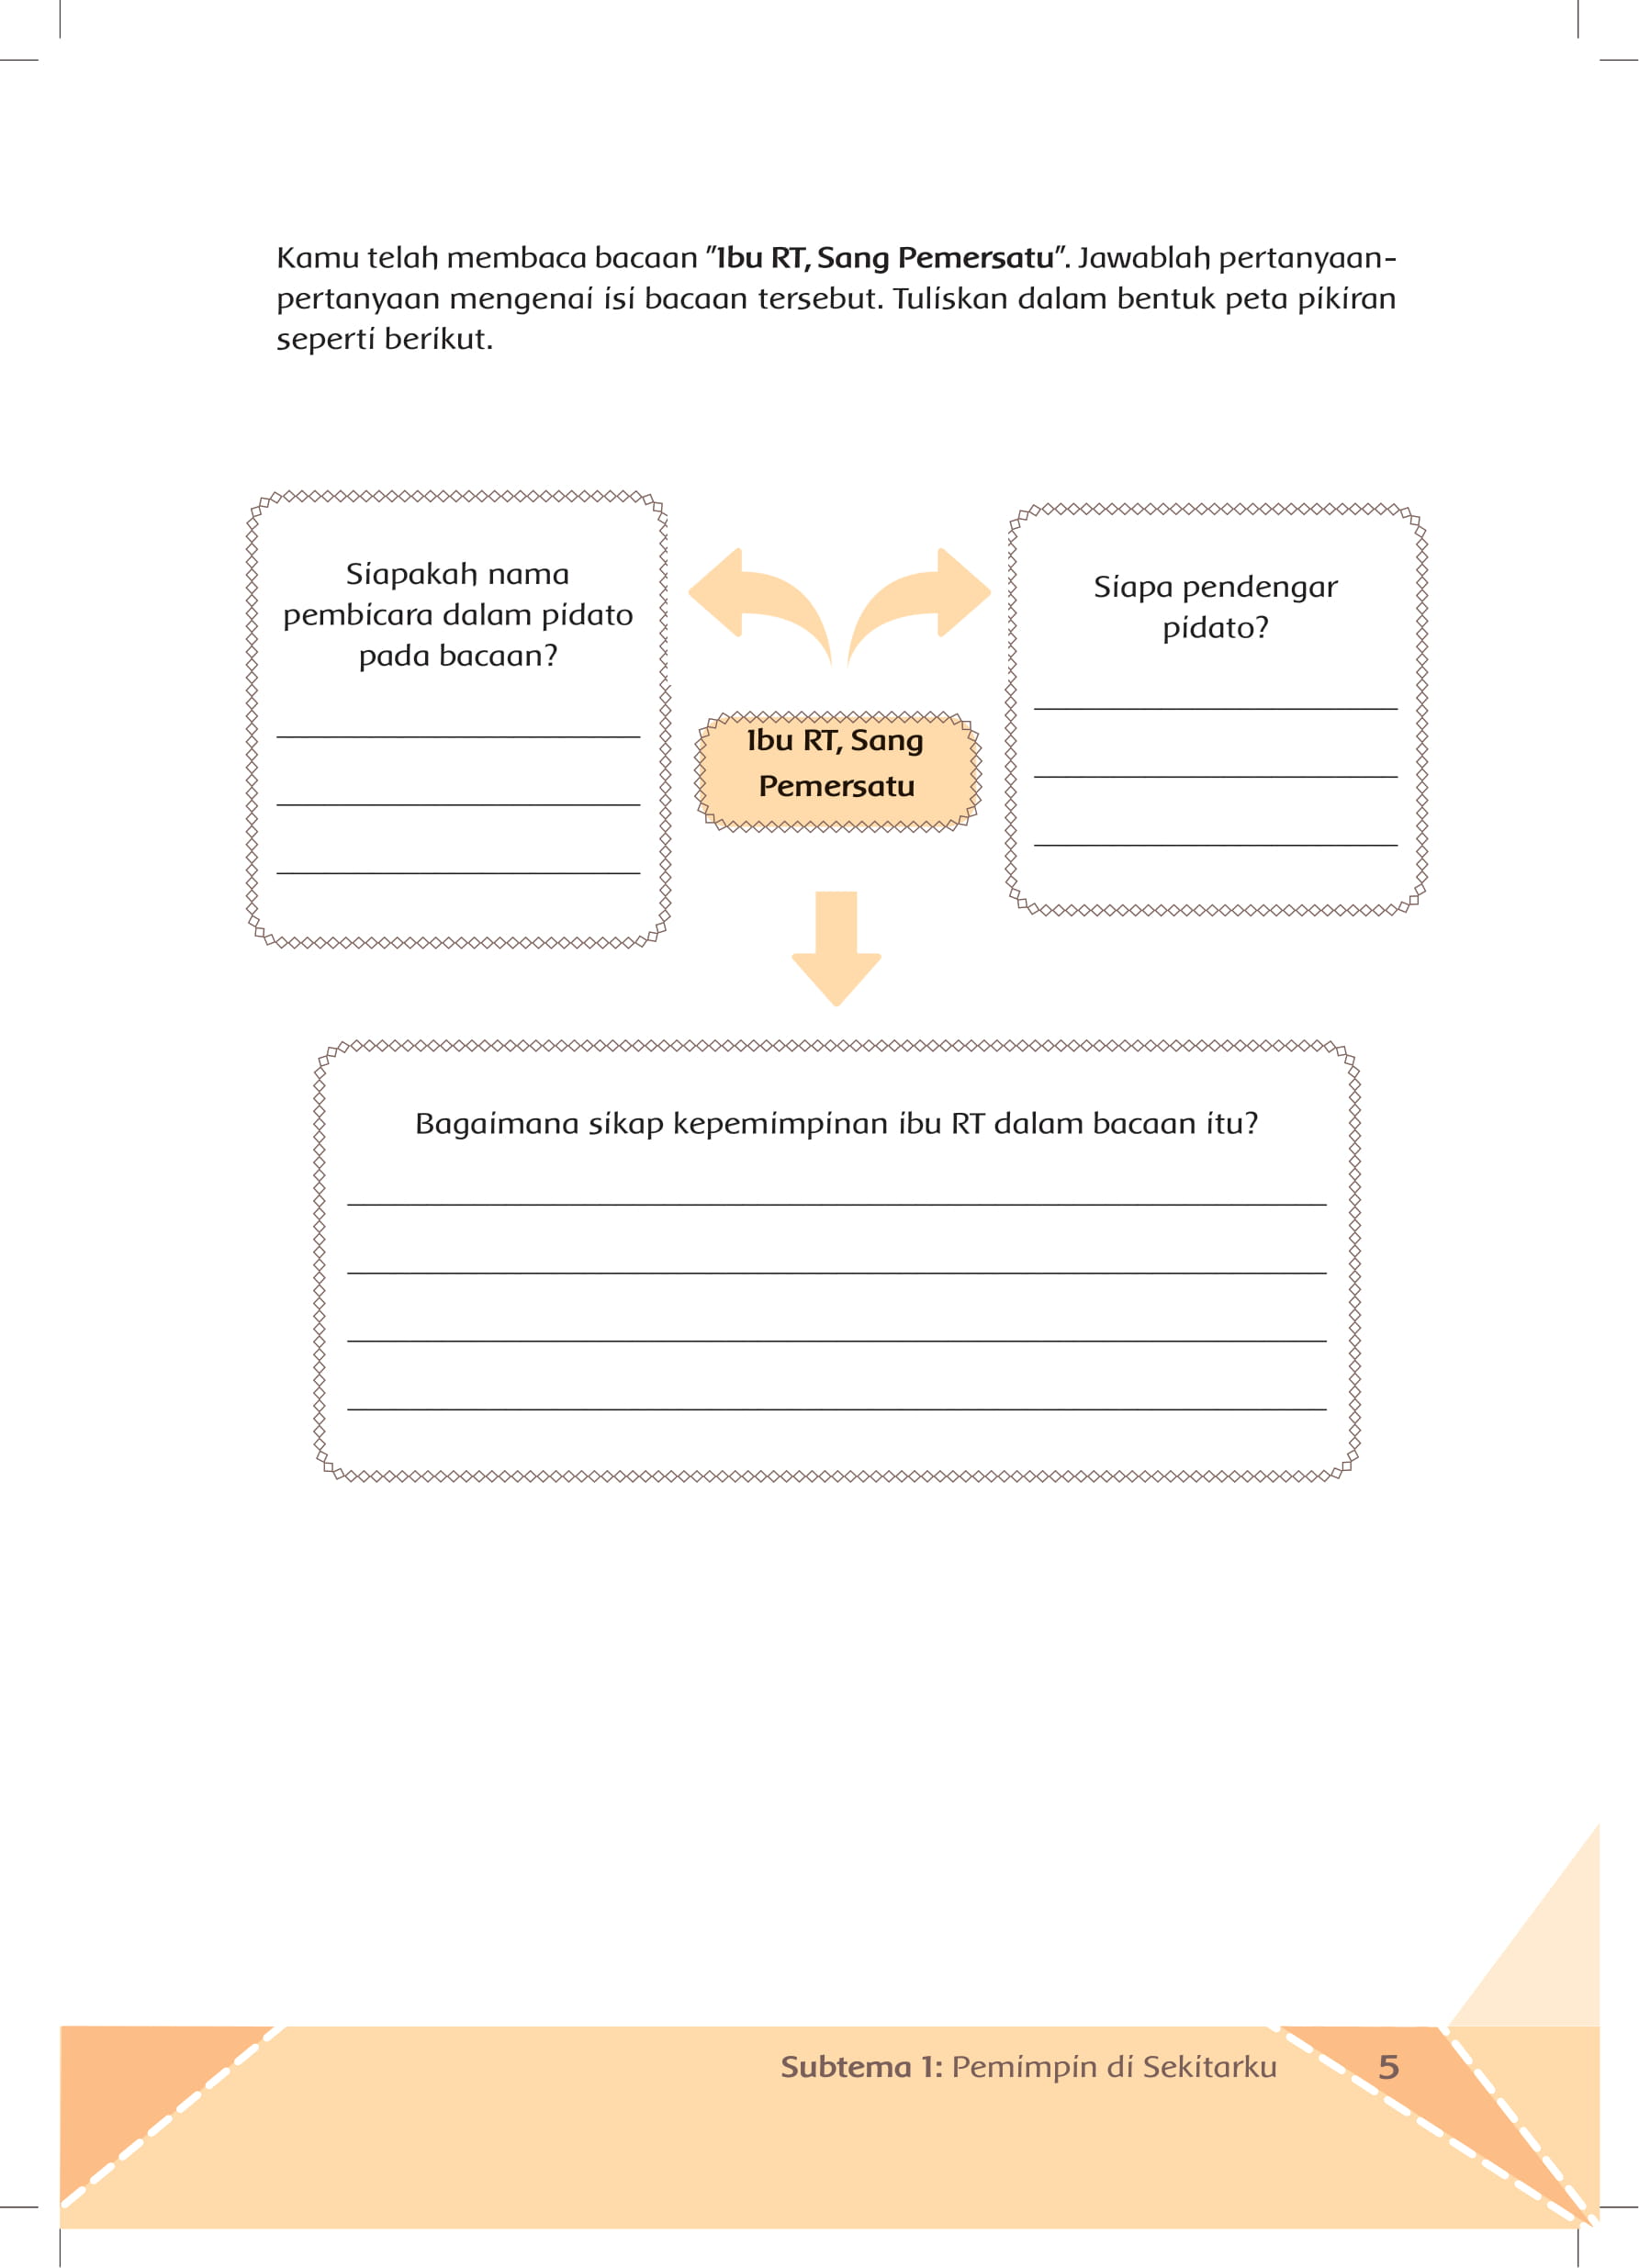 Kamu telah membaca bacaan "Ibu RT, Sang Pemersatu". Jawablah pertanyaan-
pertanyaan mengenai isi bacaan tersebut. Tuliskan dalam bentuk peta pikiran
seperti berikut.
Siapakah nama
pembicara dalam pidato
pada bacaan?
Siapa pendengar
pidato?
Ibu RT, Sang
Pemersatu
Bagaimana sikap kepemimpinan ibu RT dalam bacaan itu?
Subtema 1: Pemimpin di Sekitarku 5